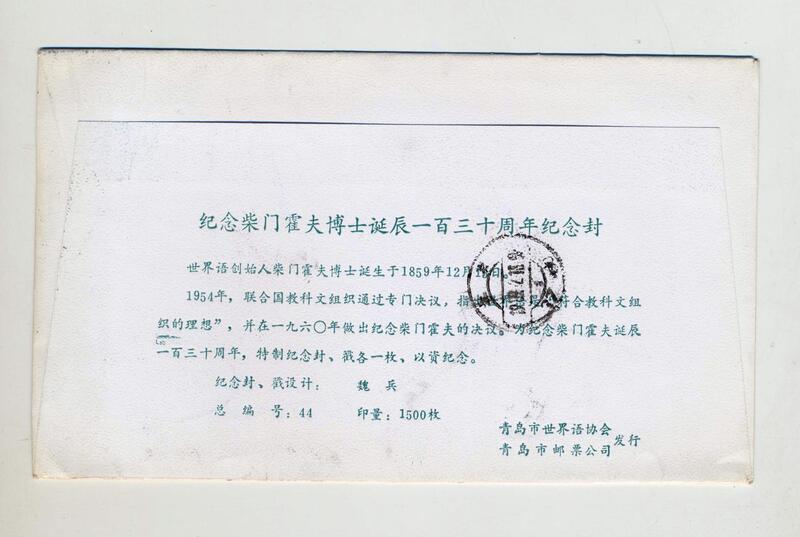 纪念柴门霍夫博士诞辰一百三十周年纪念封
世界语创始人柴门霍夫博士诞生于1859年12月1日。
1954年，联合国教科文组织通过专门决议，指 符合教科文组
织的理想”，并在一九六〇年做出纪念柴门霍夫的决议。为纪念柴门霍夫诞辰
一百三十周年，特制纪念封、戳各一枚、以资纪念。
纪念封、戳设计： 魏 兵
总 编 号：44 印量：1500枚
青岛市世界语协会
青岛市邮票公司
发行